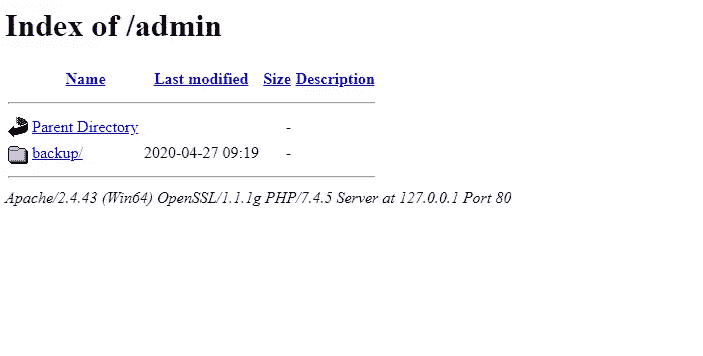 Index of /admin
Name Last modified Size Description
Parent Directory -
backup/ 2020-04-27 09:19 -
Apache/2.4.43 (Win64) OpenSSL/1.1.1g PHP/7.4.5 Server at 127.0.0.1 Port 80